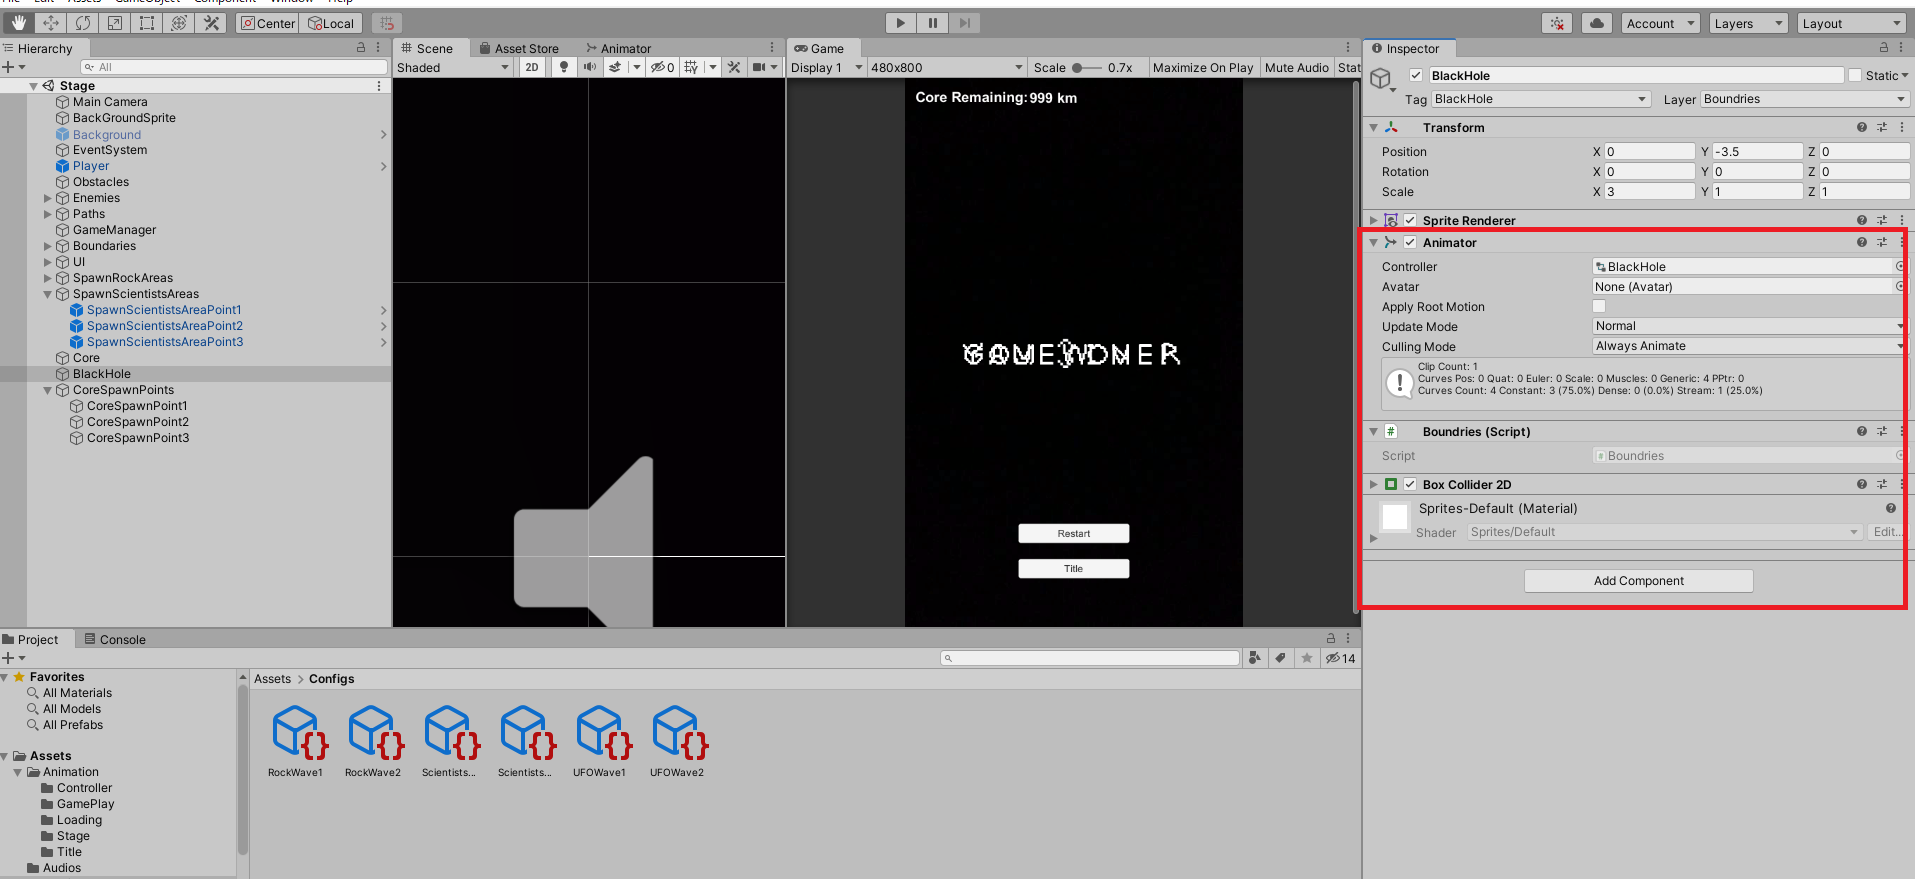 File Edit Assets GameObject Component Window Help
Center Local
Account Layers Layout
Hierarchy
All
Stage
Main Camera
BackGroundSprite
Background
EventSystem
Player
Obstacles
Enemies
Paths
GameManager
Boundaries
UI
SpawnRockAreas
SpawnScientistsAreas
SpawnScientistsAreaPoint1
SpawnScientistsAreaPoint2
SpawnScientistsAreaPoint3
Core
BlackHole
CoreSpawnPoints
CoreSpawnPoint1
CoreSpawnPoint2
CoreSpawnPoint3
Scene Asset Store Animator
Shaded 2D 0
Game
Display 1 480x800 Scale 0.7x Maximize On Play Mute Audio Stat
Core Remaining: 999 km
Restart
Title
Inspector
BlackHole Static
Tag BlackHole Layer Boundries
Transform
Position X 0 Y -3.5 Z 0
Rotation X 0 Y 0 Z 0
Scale X 3 Y 1 Z 1
Sprite Renderer
Animator
Controller BlackHole
Avatar None (Avatar)
Apply Root Motion
Update Mode Normal
Culling Mode Always Animate
Clip Count: 1
Curves Pos: 0 Quat: 0 Euler: 0 Scale: 0 Muscles: 0 Generic: 4 PPtr: 0
Curves Count: 4 Constant: 3 (75.0%) Dense: 0 (0.0%) Stream: 1 (25.0%)
Boundries (Script)
Script Boundries
Box Collider 2D
Sprites-Default (Material)
Shader Sprites/Default Edit...
Add Component
Project Console
14
Favorites
All Materials
All Models
All Prefabs
Assets
Animation
Controller
GamePlay
Loading
Stage
Title
Audios
Assets > Configs
RockWave1 RockWave2 Scientists... Scientists... UFOWave1 UFOWave2